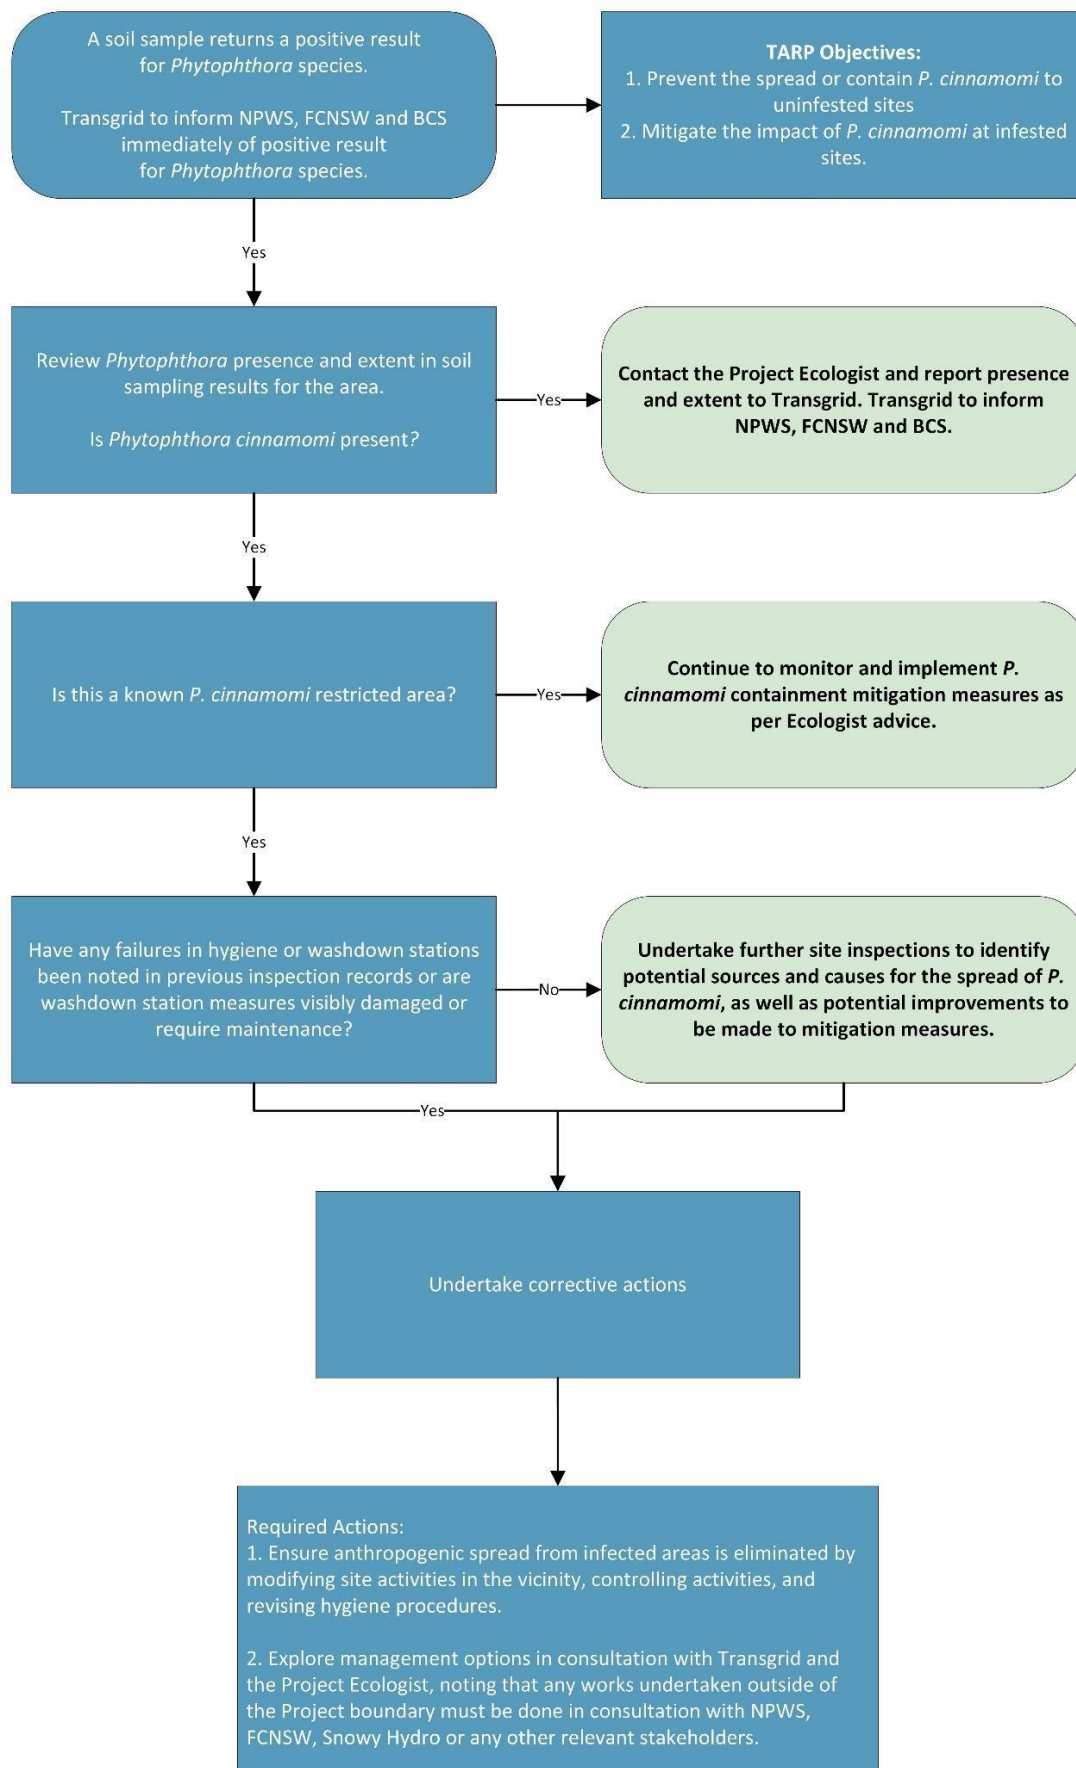 A soil sample returns a positive result
for Phytophthora species.
Transgrid to inform NPWS, FCNSW and BCS
immediately of positive result
for Phytophthora species.
TARP Objectives:
1. Prevent the spread or contain P. cinnamomi to
uninfested sites
2. Mitigate the impact of P. cinnamomi at infested
sites.
Yes
Review Phytophthora presence and extent in soil
sampling results for the area.
Is Phytophthora cinnamomi present?
Yes
Contact the Project Ecologist and report presence
and extent to Transgrid. Transgrid to inform
NPWS, FCNSW and BCS.
Yes
Is this a known P. cinnamomi restricted area?
Yes
Continue to monitor and implement P.
cinnamomi containment mitigation measures as
per Ecologist advice.
Yes
Have any failures in hygiene or washdown stations
been noted in previous inspection records or are
washdown station measures visibly damaged or
require maintenance?
No
Undertake further site inspections to identify
potential sources and causes for the spread of P.
cinnamomi, as well as potential improvements to
be made to mitigation measures.
Yes
Undertake corrective actions
Required Actions:
1. Ensure anthropogenic spread from infected areas is eliminated by
modifying site activities in the vicinity, controlling activities, and
revising hygiene procedures.
2. Explore management options in consultation with Transgrid and
the Project Ecologist, noting that any works undertaken outside of
the Project boundary must be done in consultation with NPWS,
FCNSW, Snowy Hydro or any other relevant stakeholders.